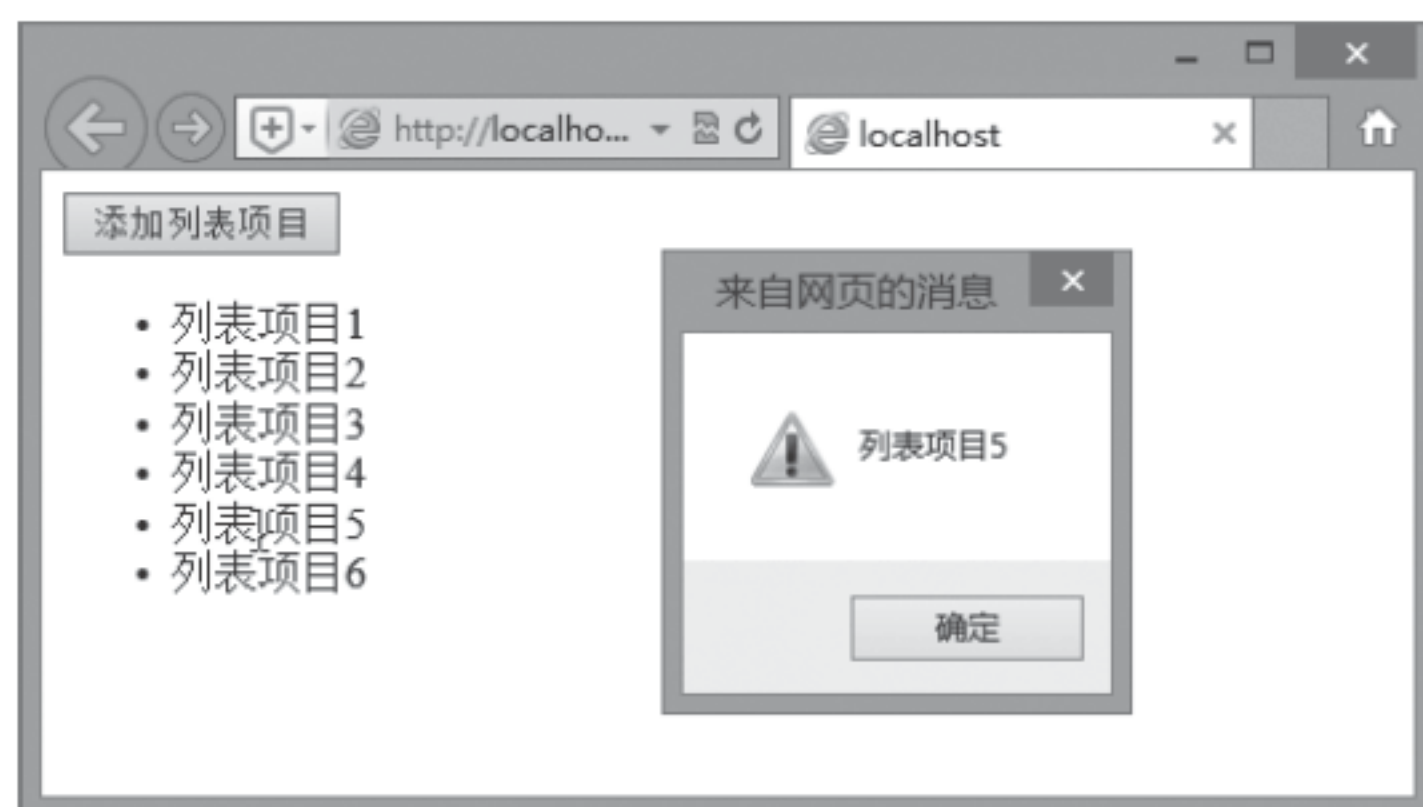 http://localho...
localhost
添加列表项目
• 列表项目1
• 列表项目2
• 列表项目3
• 列表项目4
• 列表项目5
• 列表项目6
来自网页的消息
列表项目5
确定